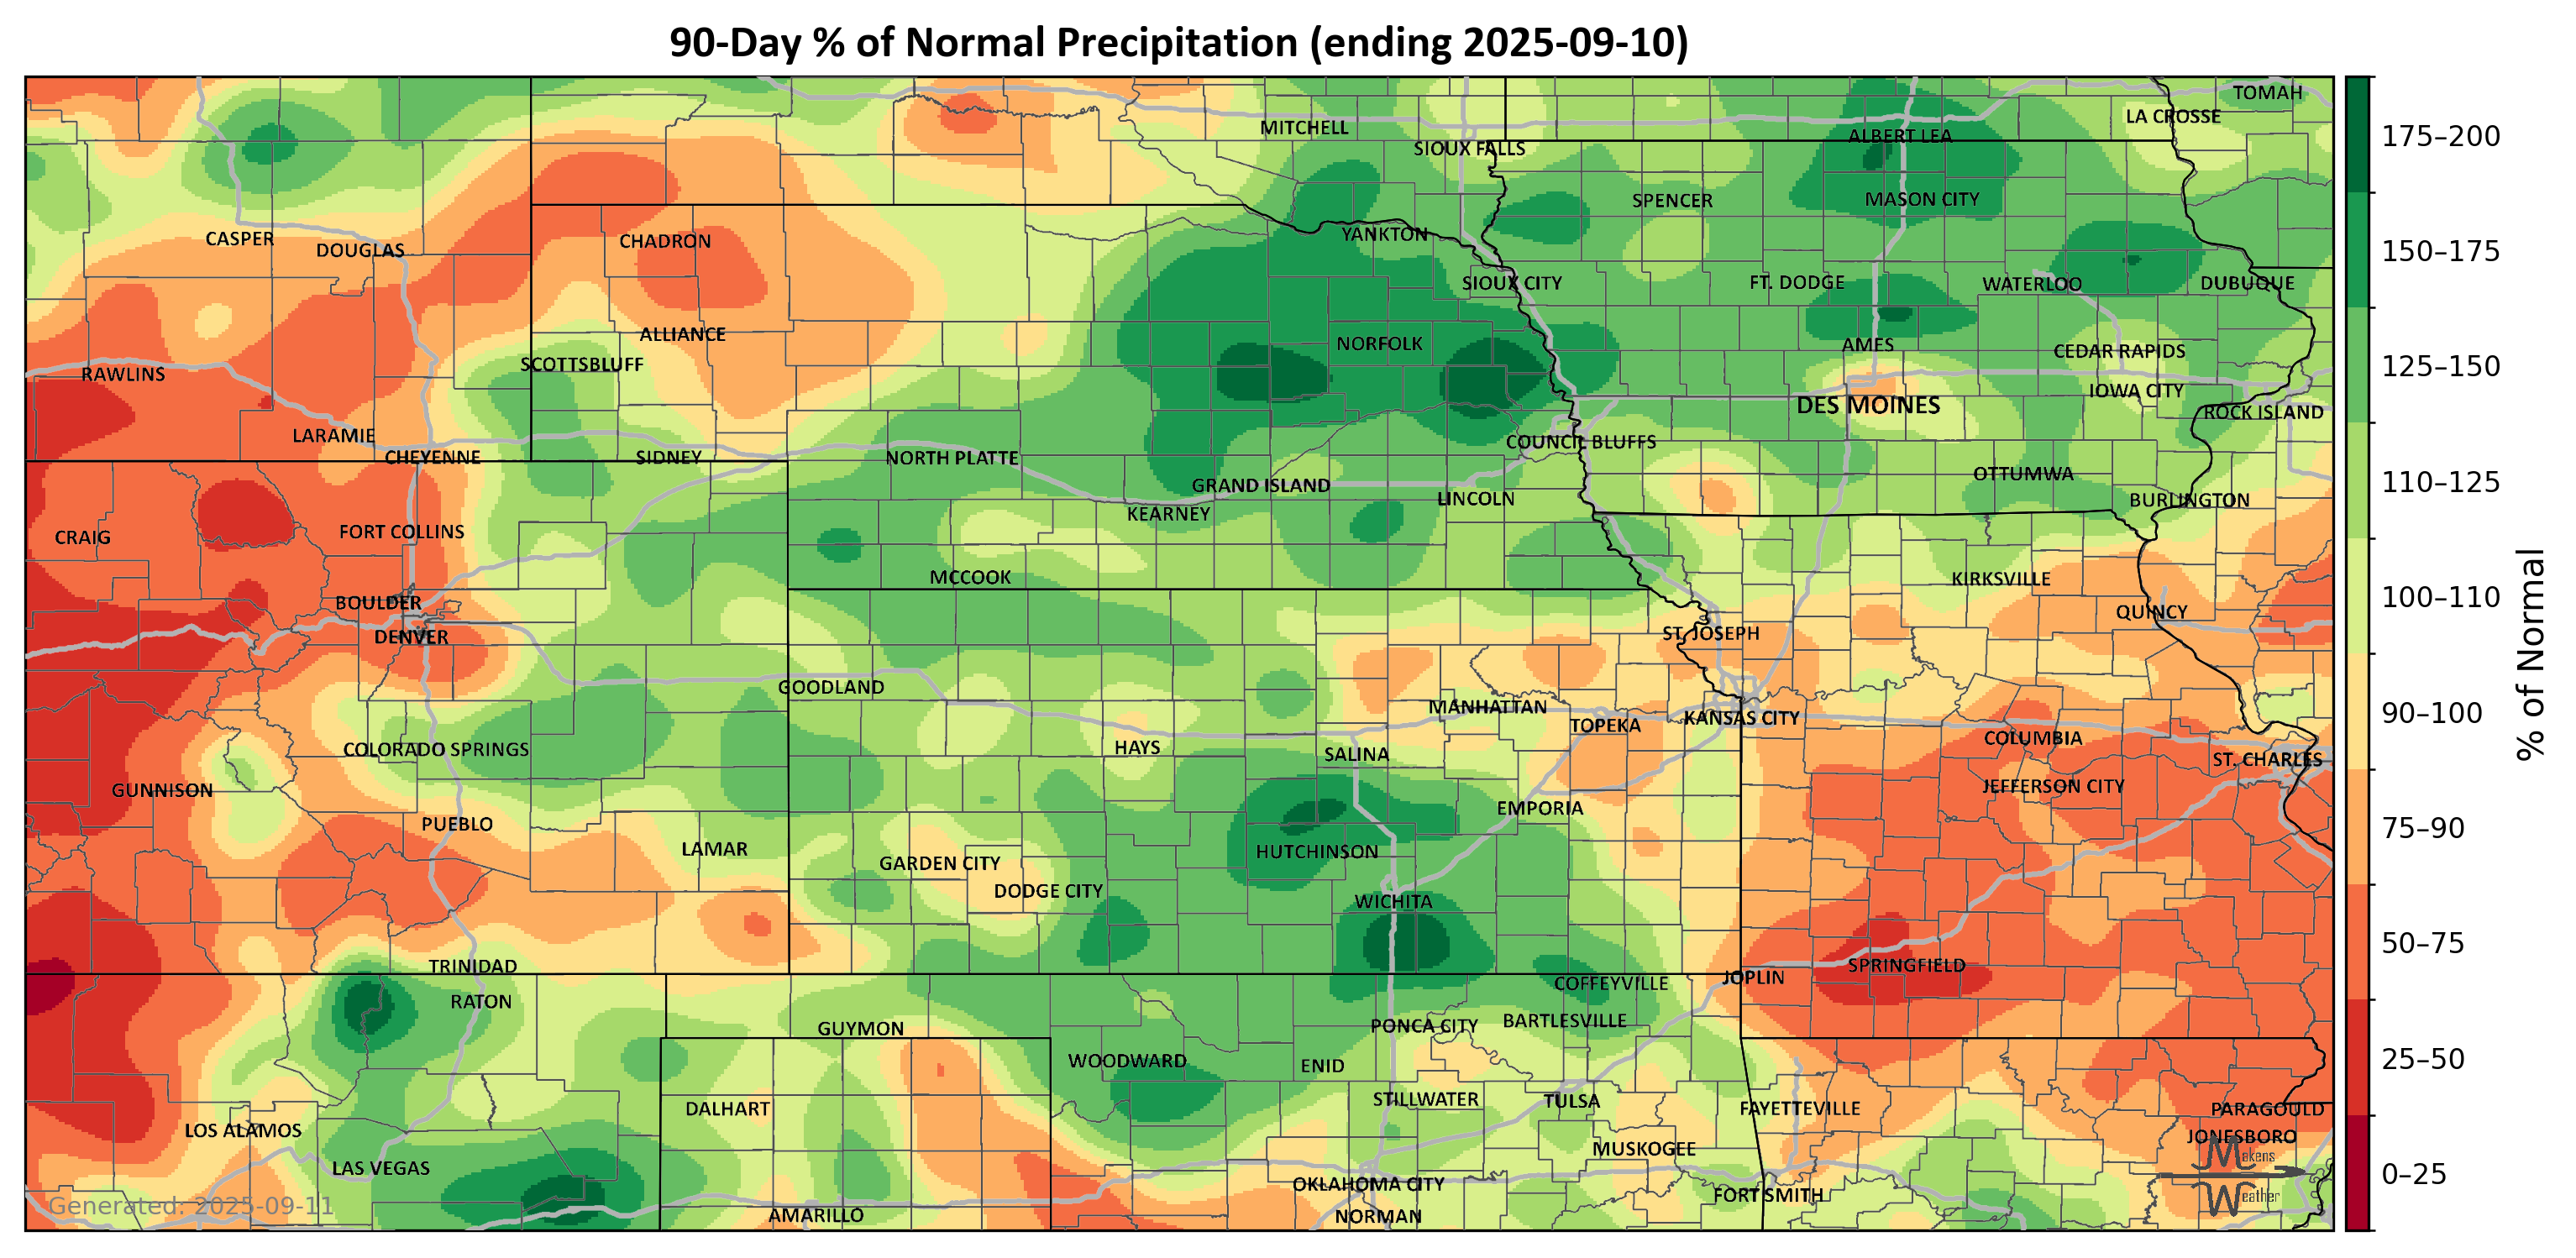 90-Day % of Normal Precipitation (ending 2025-09-10)
TOMAH
LA CROSSE
MITCHELL
ALBERT LEA
175–200
SIOUX FALLS
SPENCER
MASON CITY
CASPER
DOUGLAS
CHADRON
YANKTON
150–175
SIOUX CITY
FT. DODGE
WATERLOO
DUBUQUE
ALLIANCE
NORFOLK
AMES
CEDAR RAPIDS
SCOTTSBLUFF
125–150
RAWLINS
IOWA CITY
DES MOINES
ROCK ISLAND
LARAMIE
COUNCIL BLUFFS
CHEYENNE
SIDNEY
NORTH PLATTE
OTTUMWA
GRAND ISLAND
110–125
LINCOLN
BURLINGTON
KEARNEY
CRAIG
FORT COLLINS
MCCOOK
KIRKSVILLE
100–110
BOULDER
QUINCY
DENVER
ST. JOSEPH
% of Normal
GOODLAND
MANHATTAN
TOPEKA
KANSAS CITY
90–100
COLORADO SPRINGS
HAYS
SALINA
COLUMBIA
ST. CHARLES
GUNNISON
JEFFERSON CITY
EMPORIA
PUEBLO
75–90
LAMAR
GARDEN CITY
HUTCHINSON
DODGE CITY
WICHITA
50–75
TRINIDAD
SPRINGFIELD
JOPLIN
COFFEYVILLE
RATON
GUYMON
PONCA CITY
BARTLESVILLE
WOODWARD
ENID
25–50
DALHART
STILLWATER
TULSA
FAYETTEVILLE
PARAGOULD
LOS ALAMOS
JONESBORO
MUSKOGEE
Makens
LAS VEGAS
0–25
OKLAHOMA CITY
FORT SMITH
Weather
Generated: 2025-09-11
AMARILLO
NORMAN